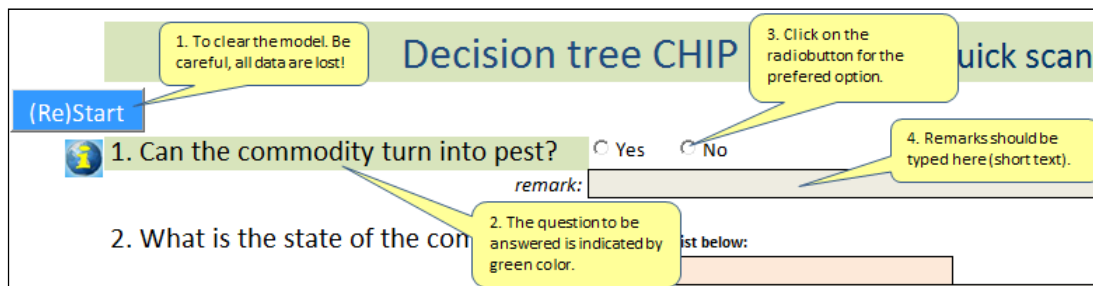 1. To clear the model. Be
careful, all data are lost!
Decision tree CHIP
uick scan
3. Click on the
radiobutton for the
prefered option.
(Re)Start
1. Can the commodity turn into pest?
Yes
No
4. Remarks should be
typed here (short text).
remark:
2. The question to be
answered is indicated by
green color.
2. What is the state of the com
ist below: